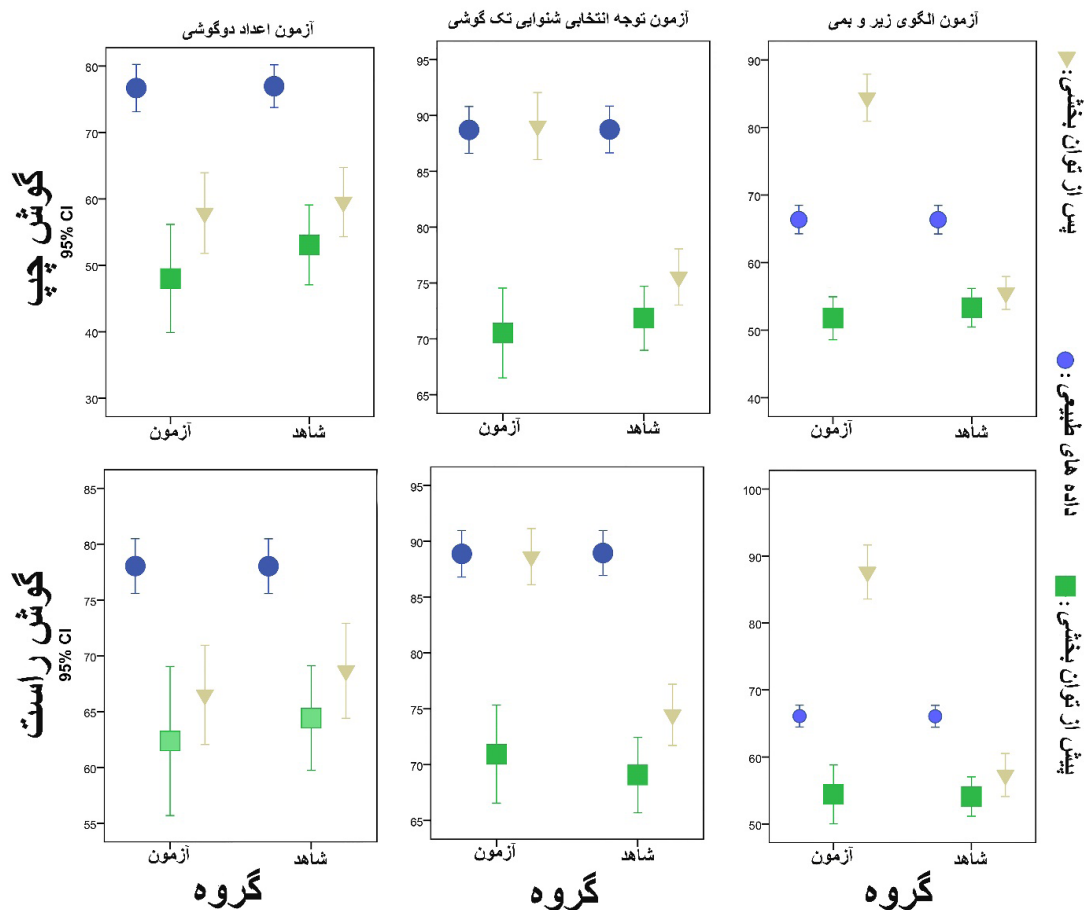 آزمون الگوی زیر و بمی
آزمون توجه انتخابی شنوایی تک گوشی
آزمون اعداد دوگوشی
گوش چپ
95% CI
80
70
60
50
40
30
آزمون
شاهد
95
90
85
80
75
70
65
آزمون
شاهد
90
80
70
60
50
40
آزمون
شاهد
گوش راست
95% CI
85
80
75
70
65
60
55
آزمون
شاهد
گروه
95
90
85
80
75
70
65
آزمون
شاهد
گروه
100
90
80
70
60
50
آزمون
شاهد
گروه
پس از توان بخشی :
داده های طبیعی :
پیش از توان بخشی :